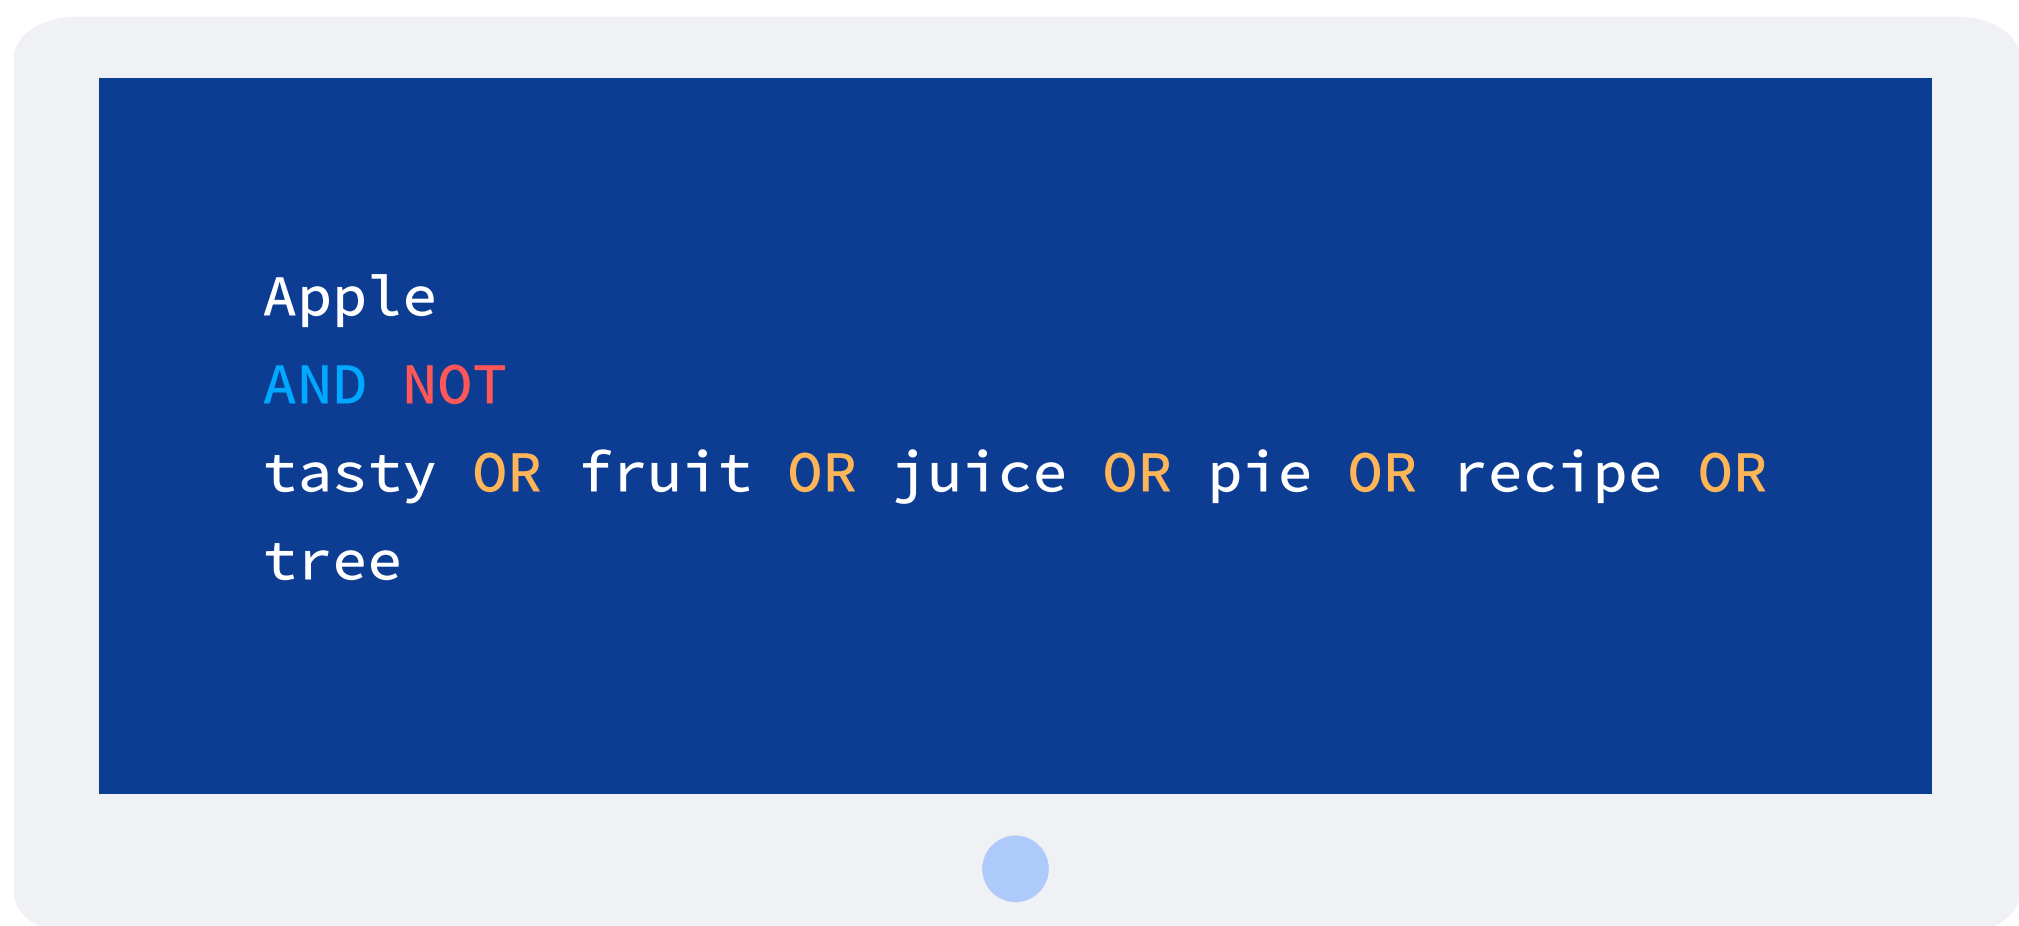 Apple
AND NOT
tasty OR fruit OR juice OR pie OR recipe OR
tree